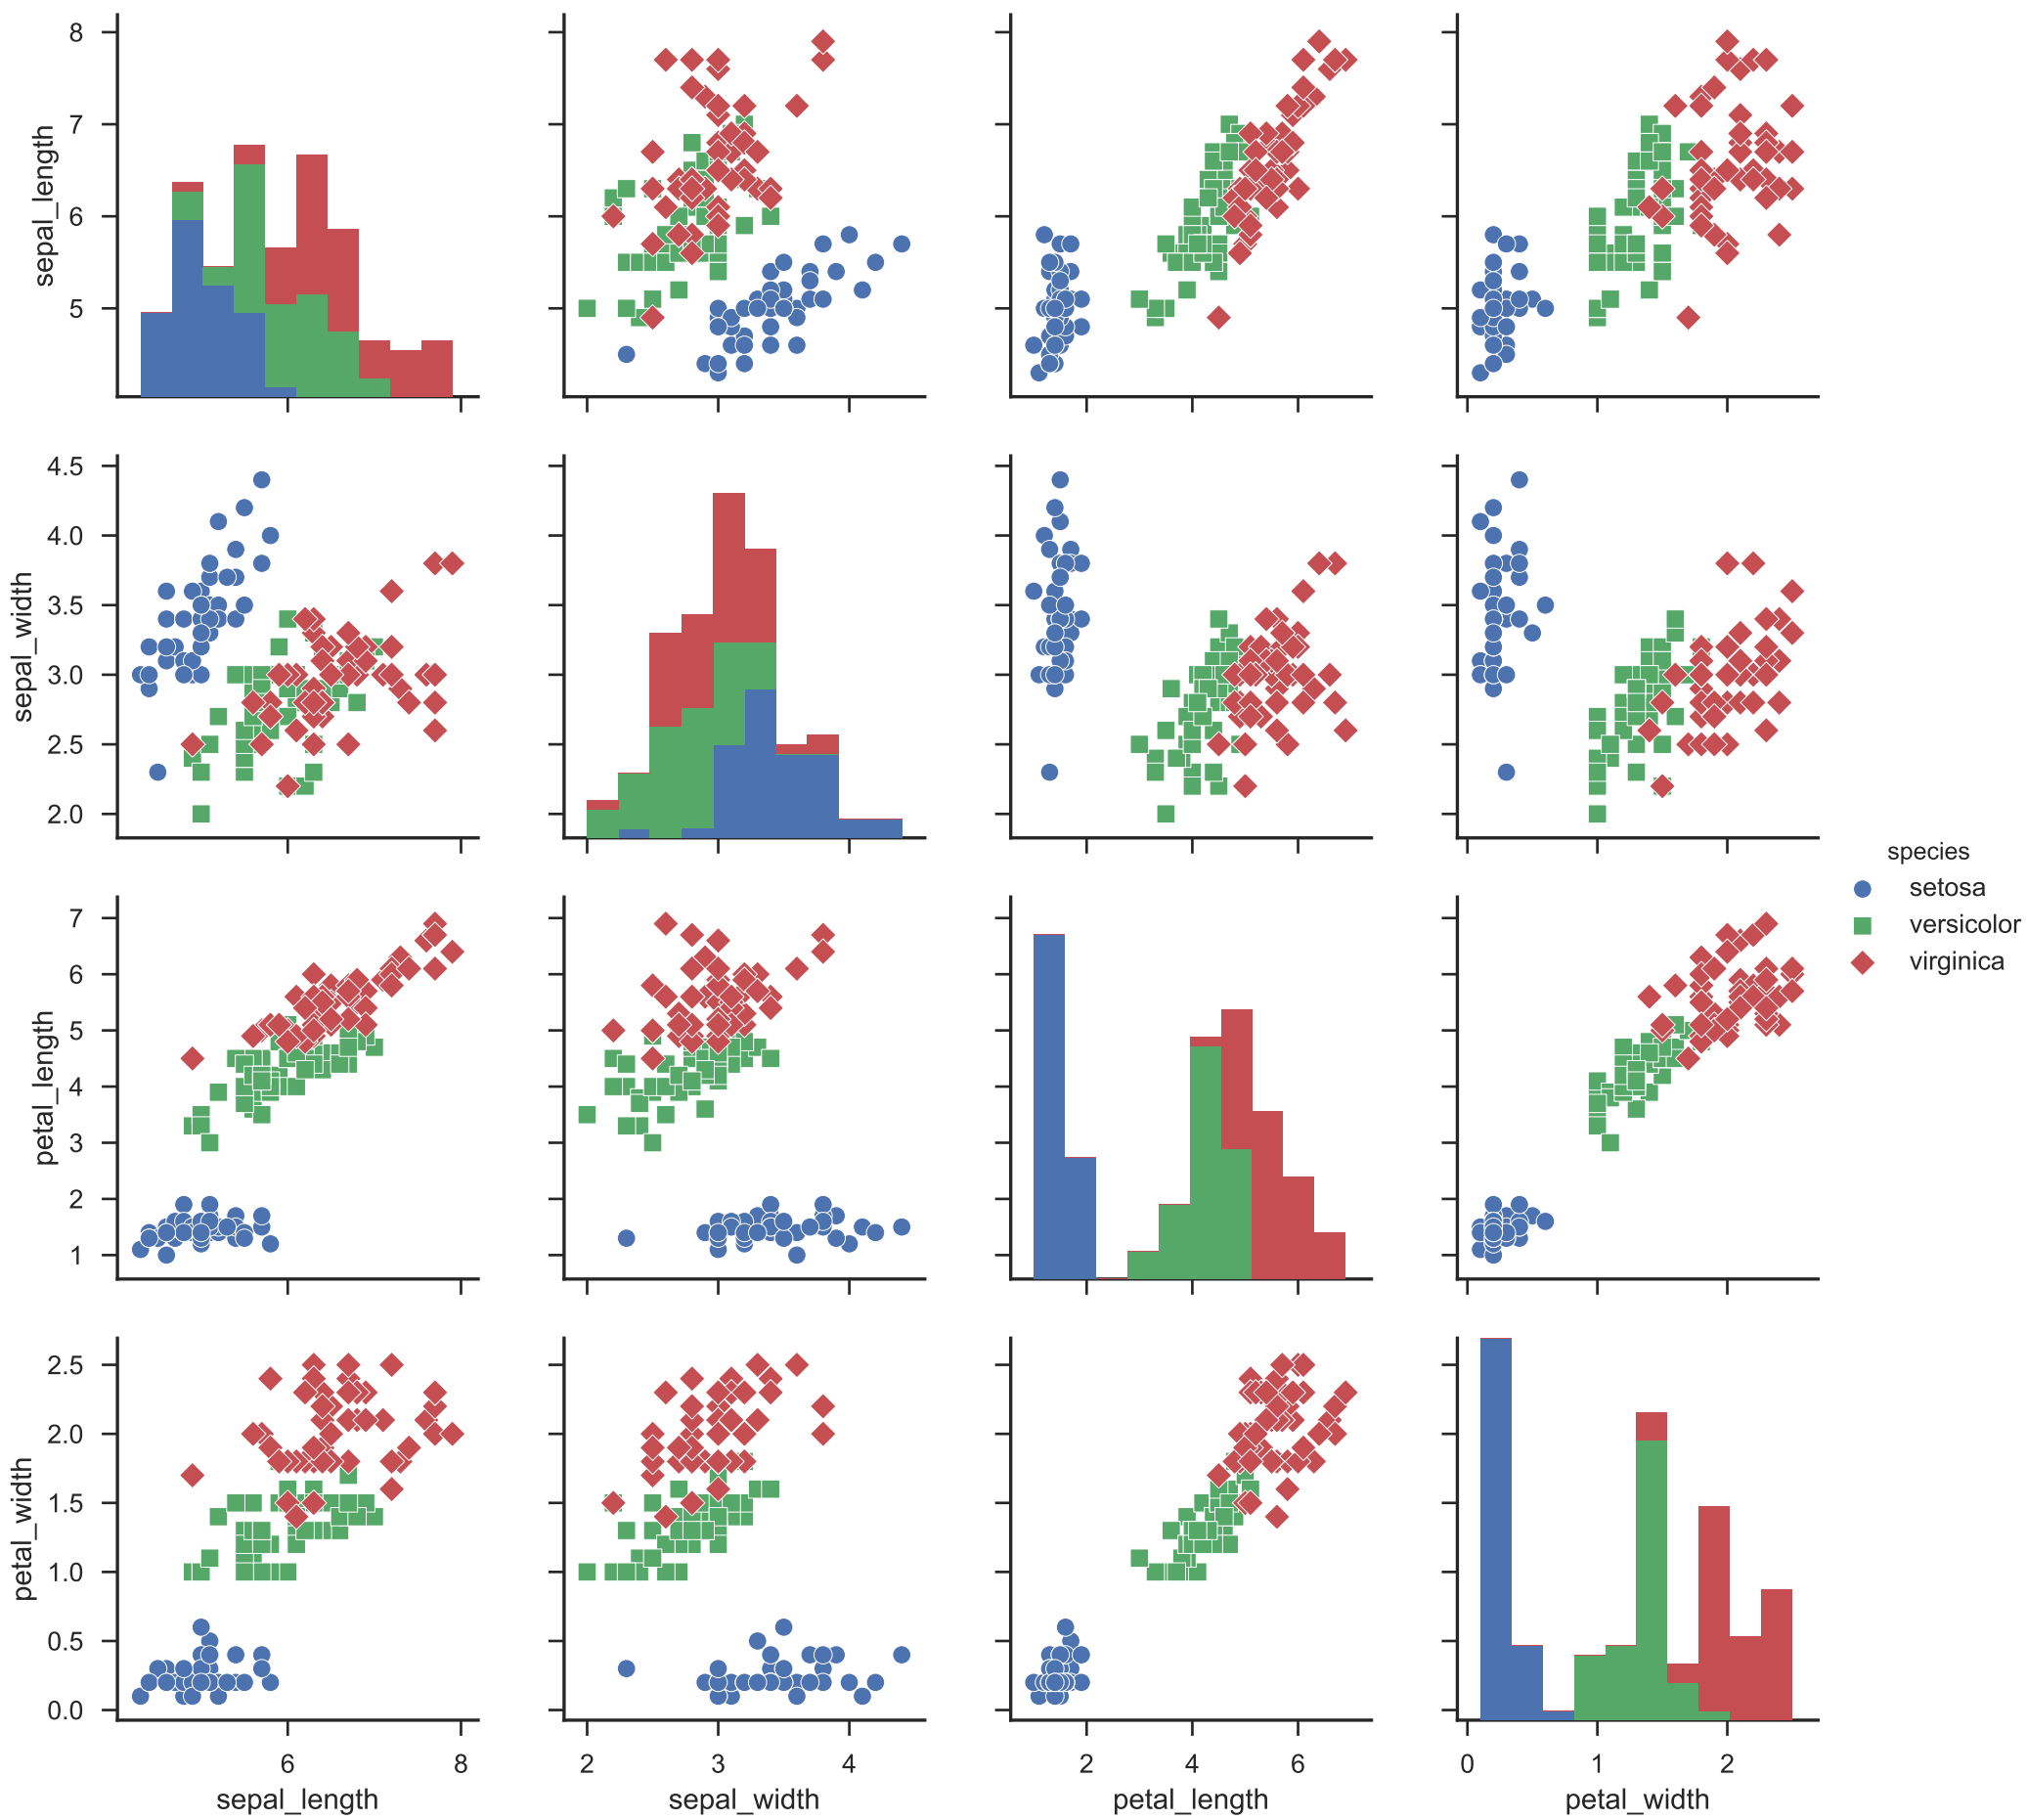 8
7
6
5
sepal_length
6 8
2 3 4
2 4 6
0 1 2
4.5
4.0
3.5
3.0
2.5
2.0
sepal_width
species
setosa
versicolor
virginica
7
6
5
4
3
2
1
petal_length
2.5
2.0
1.5
1.0
0.5
0.0
petal_width
sepal_length sepal_width petal_length petal_width